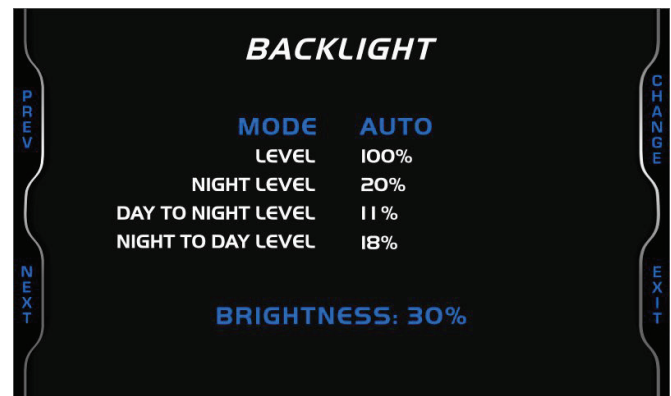 BACKLIGHT
PREV
CHANGE
MODE AUTO
LEVEL 100%
NIGHT LEVEL 20%
DAY TO NIGHT LEVEL 11%
NIGHT TO DAY LEVEL 18%
NEXT
EXIT
BRIGHTNESS: 30%